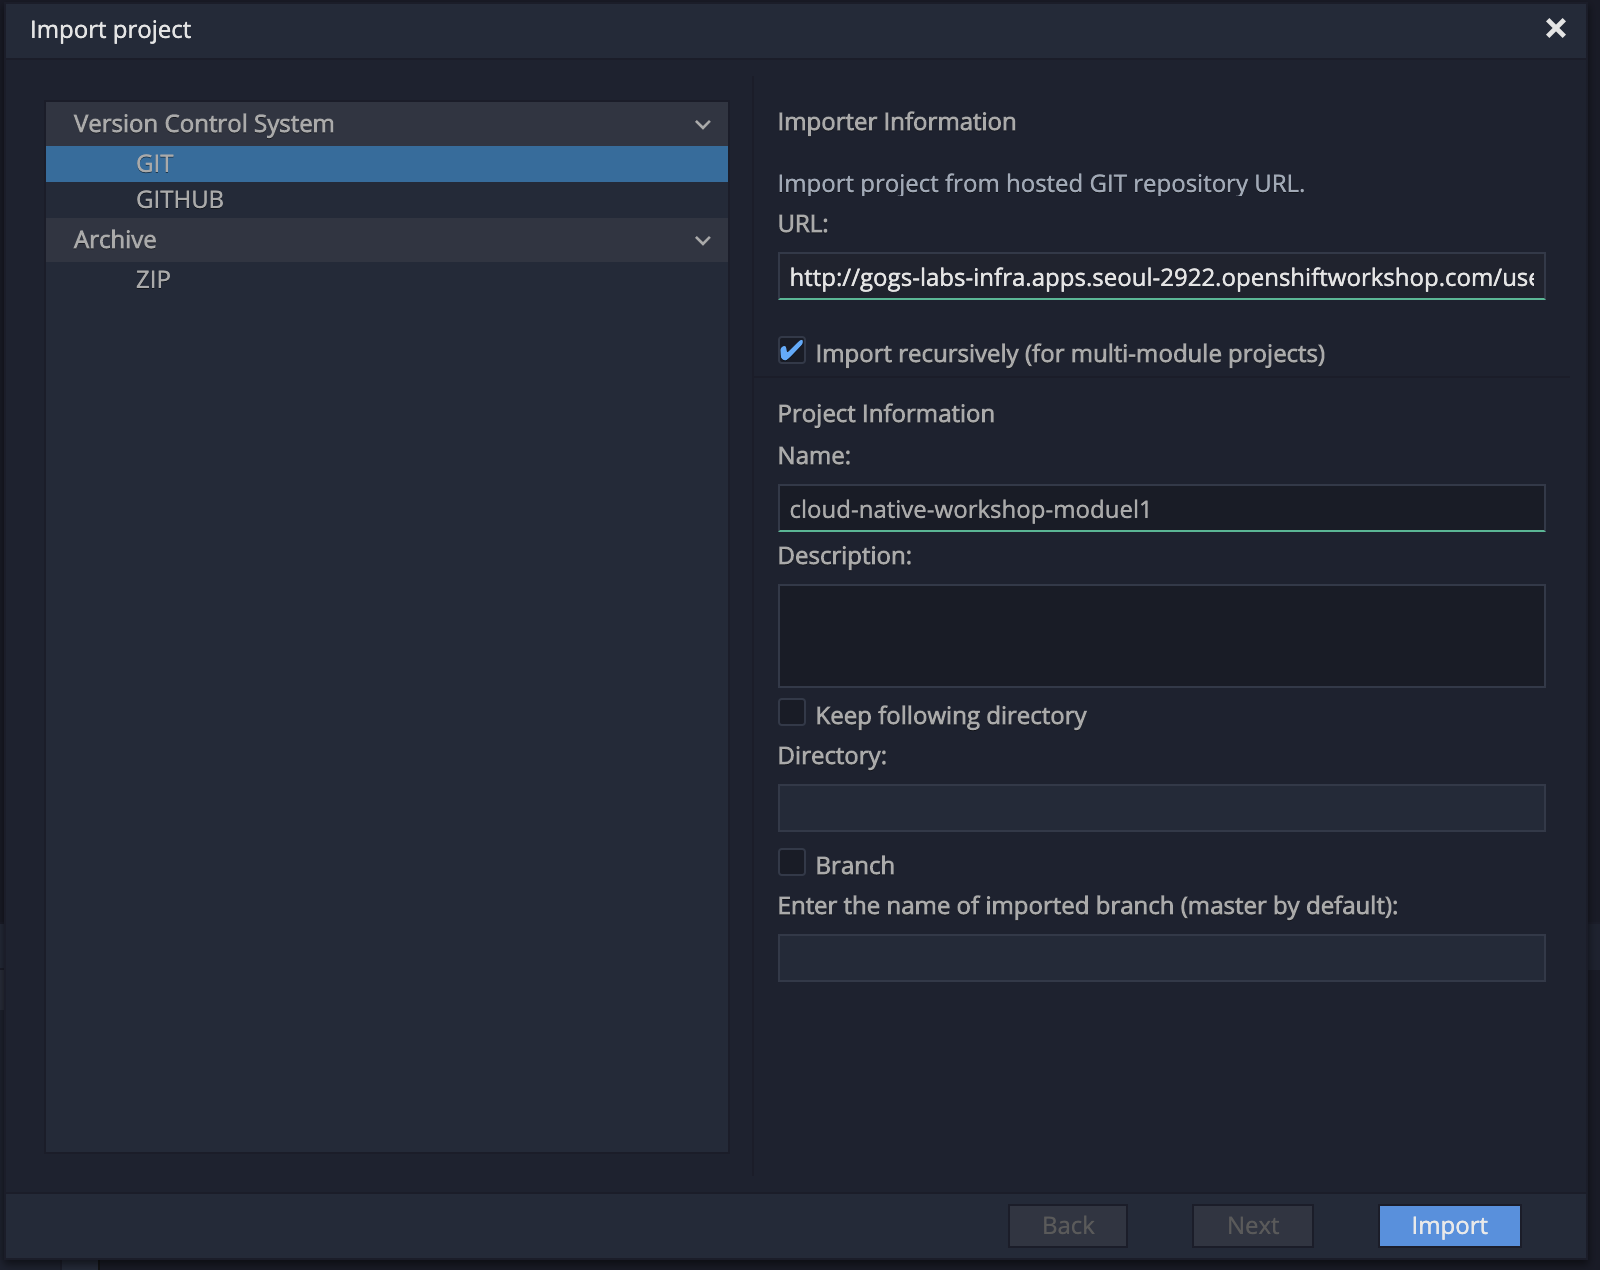 Import project
Version Control System
GIT
GITHUB
Archive
ZIP
Importer Information
Import project from hosted GIT repository URL.
URL:
http://gogs-labs-infra.apps.seoul-2922.openshiftworkshop.com/use
Import recursively (for multi-module projects)
Project Information
Name:
cloud-native-workshop-moduel1
Description:
Keep following directory
Directory:
Branch
Enter the name of imported branch (master by default):
Back
Next
Import